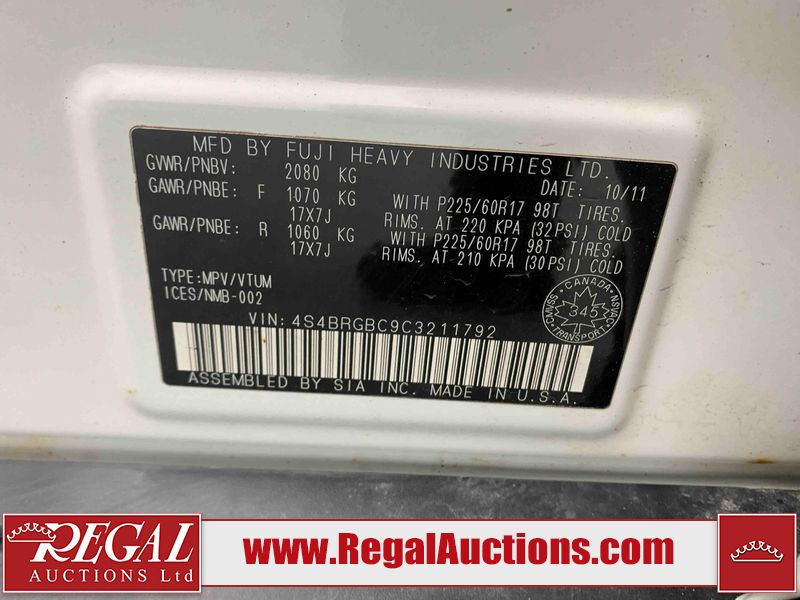 MFD BY FUJI HEAVY INDUSTRIES LTD.
GVWR/PNBV: 2080 KG DATE: 10/11
GAWR/PNBE: F 1070 KG WITH P225/60R17 98T TIRES.
17X7J RIMS. AT 220 KPA (32PSI) COLD
GAWR/PNBE: R 1060 KG WITH P225/60R17 98T TIRES.
17X7J RIMS. AT 210 KPA (30PSI) COLD
TYPE:MPV/VTUM
ICES/NMB-002
CANADA
CMVSS 345 NSVAC
TRANSPORT
VIN: 4S4BRGBC9C3211792
ASSEMBLED BY SIA INC. MADE IN U.S.A.
REGAL
AUCTIONS Ltd
www.RegalAuctions.com